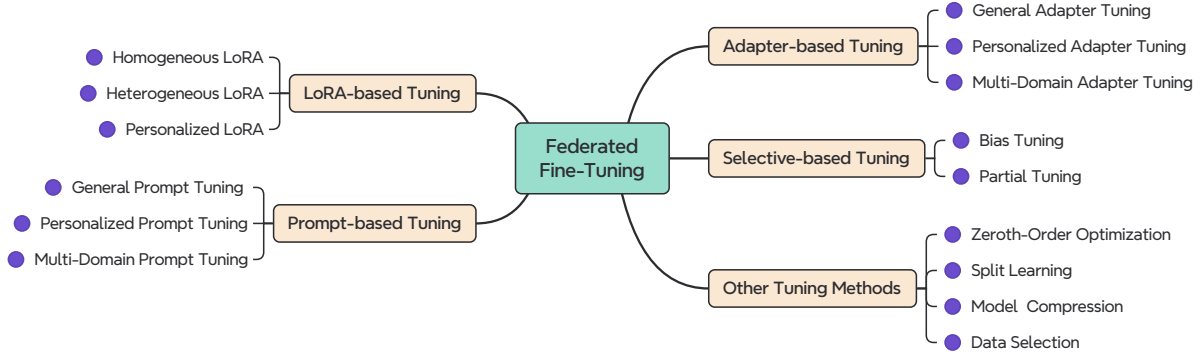 Homogeneous LoRA
Heterogeneous LoRA
Personalized LoRA
LoRA-based Tuning
General Prompt Tuning
Personalized Prompt Tuning
Multi-Domain Prompt Tuning
Prompt-based Tuning
Federated
Fine-Tuning
Adapter-based Tuning
General Adapter Tuning
Personalized Adapter Tuning
Multi-Domain Adapter Tuning
Selective-based Tuning
Bias Tuning
Partial Tuning
Other Tuning Methods
Zeroth-Order Optimization
Split Learning
Model Compression
Data Selection